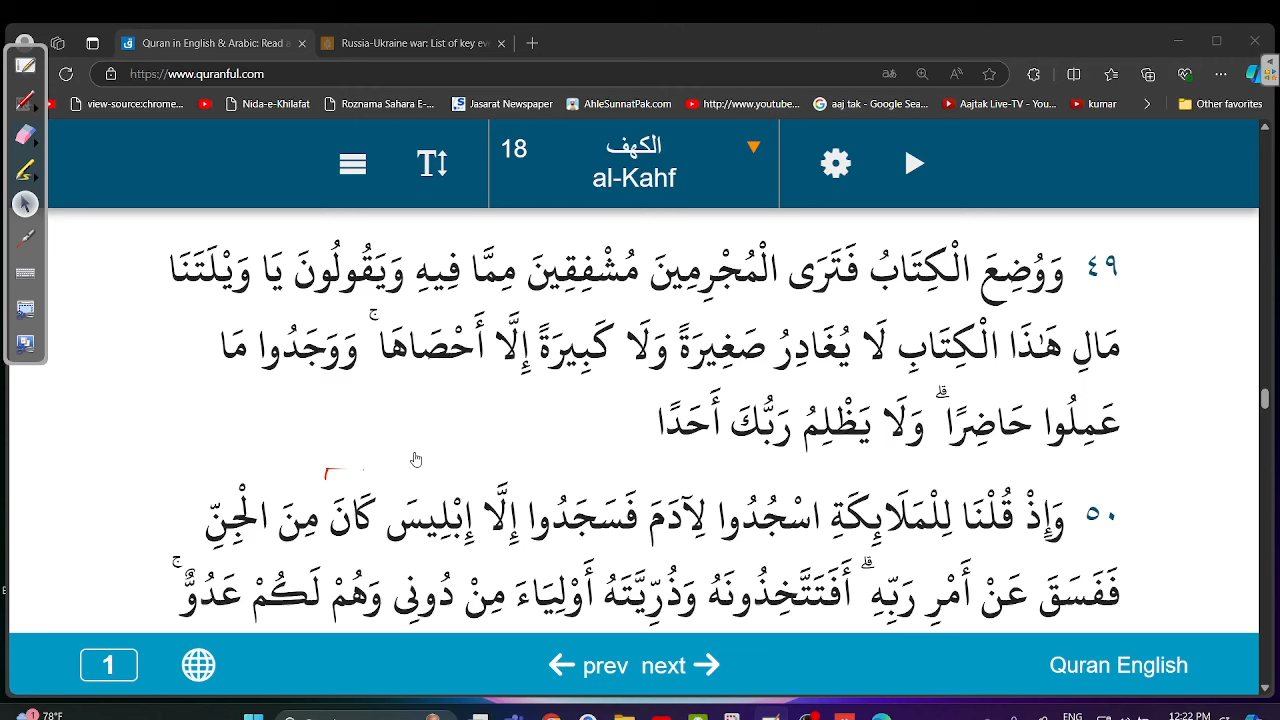 Quran in English & Arabic: Read a
Russia-Ukraine war: List of key ev
https://www.quranful.com
view-source:chrome...
Nida-e-Khilafat
Roznama Sahara E-...
Jasarat Newspaper
AhleSunnatPak.com
http://www.youtube...
aaj tak - Google Sea...
Aajtak Live-TV - You...
kumar
Other favorites
18
الكهف
al-Kahf
٤٩ وَوُضِعَ الْكِتَابُ فَتَرَى الْمُجْرِمِينَ مُشْفِقِينَ مِمَّا فِيهِ وَيَقُولُونَ يَا وَيْلَتَنَا
مَالِ هَٰذَا الْكِتَابِ لَا يُغَادِرُ صَغِيرَةً وَلَا كَبِيرَةً إِلَّا أَحْصَاهَا ۚ وَوَجَدُوا مَا
عَمِلُوا حَاضِرًا ۗ وَلَا يَظْلِمُ رَبُّكَ أَحَدًا
٥٠ وَإِذْ قُلْنَا لِلْمَلَائِكَةِ اسْجُدُوا لِآدَمَ فَسَجَدُوا إِلَّا إِبْلِيسَ كَانَ مِنَ الْجِنِّ
فَفَسَقَ عَنْ أَمْرِ رَبِّهِ ۗ أَفَتَتَّخِذُونَهُ وَذُرِّيَّتَهُ أَوْلِيَاءَ مِنْ دُونِي وَهُمْ لَكُمْ عَدُوٌّ ۚ
1
prev next
Quran English
78°F
ENG
12:22 PM